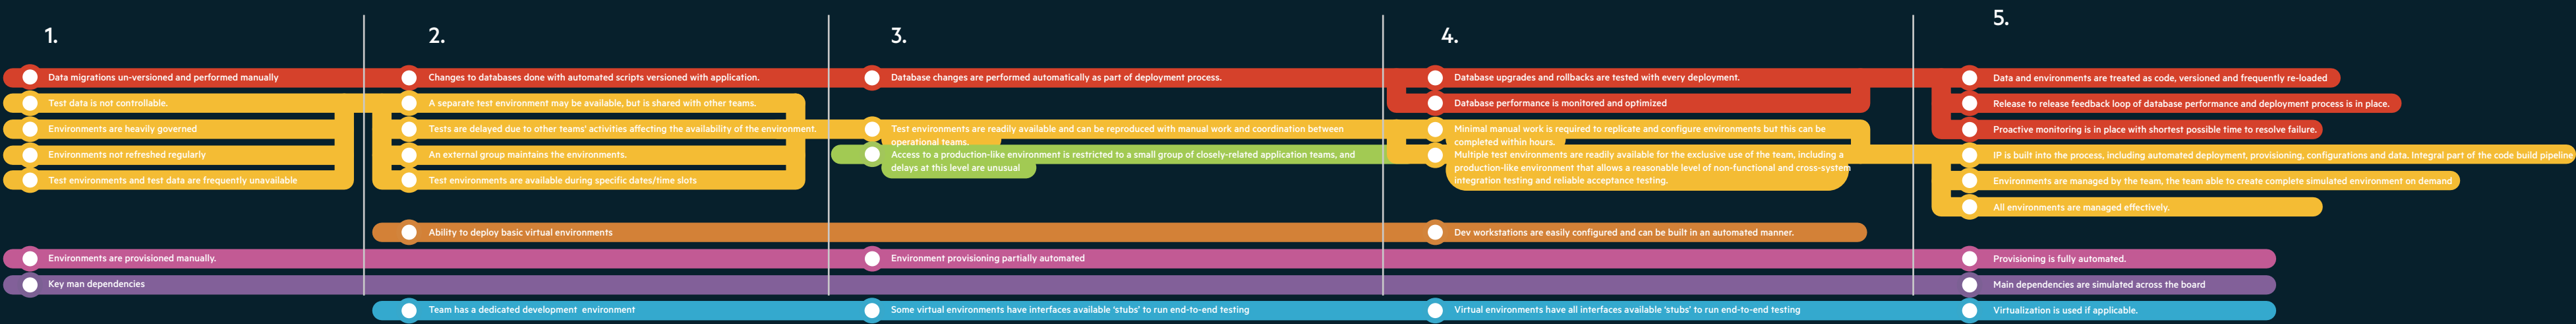 1.
Data migrations un-versioned and performed manually
Test data is not controllable.
Environments are heavily governed
Environments not refreshed regularly
Test environments and test data are frequently unavailable
Environments are provisioned manually.
Key man dependencies
2.
Changes to databases done with automated scripts versioned with application.
A separate test environment may be available, but is shared with other teams.
Tests are delayed due to other teams' activities affecting the availability of the environment.
An external group maintains the environments.
Test environments are available during specific dates/time slots
Ability to deploy basic virtual environments
Team has a dedicated development environment
3.
Database changes are performed automatically as part of deployment process.
Test environments are readily available and can be reproduced with manual work and coordination between
operational teams.
Access to a production-like environment is restricted to a small group of closely-related application teams, and
delays at this level are unusual
Environment provisioning partially automated
Some virtual environments have interfaces available ‘stubs’ to run end-to-end testing
4.
Database upgrades and rollbacks are tested with every deployment.
Database performance is monitored and optimized
Minimal manual work is required to replicate and configure environments but this can be
completed within hours.
Multiple test environments are readily available for the exclusive use of the team, including a
production-like environment that allows a reasonable level of non-functional and cross-system
integration testing and reliable acceptance testing.
Dev workstations are easily configured and can be built in an automated manner.
Virtual environments have all interfaces available ‘stubs’ to run end-to-end testing
5.
Data and environments are treated as code, versioned and frequently re-loaded
Release to release feedback loop of database performance and deployment process is in place.
Proactive monitoring is in place with shortest possible time to resolve failure.
IP is built into the process, including automated deployment, provisioning, configurations and data. Integral part of the code build pipeline
Environments are managed by the team, the team able to create complete simulated environment on demand
All environments are managed effectively.
Provisioning is fully automated.
Main dependencies are simulated across the board
Virtualization is used if applicable.